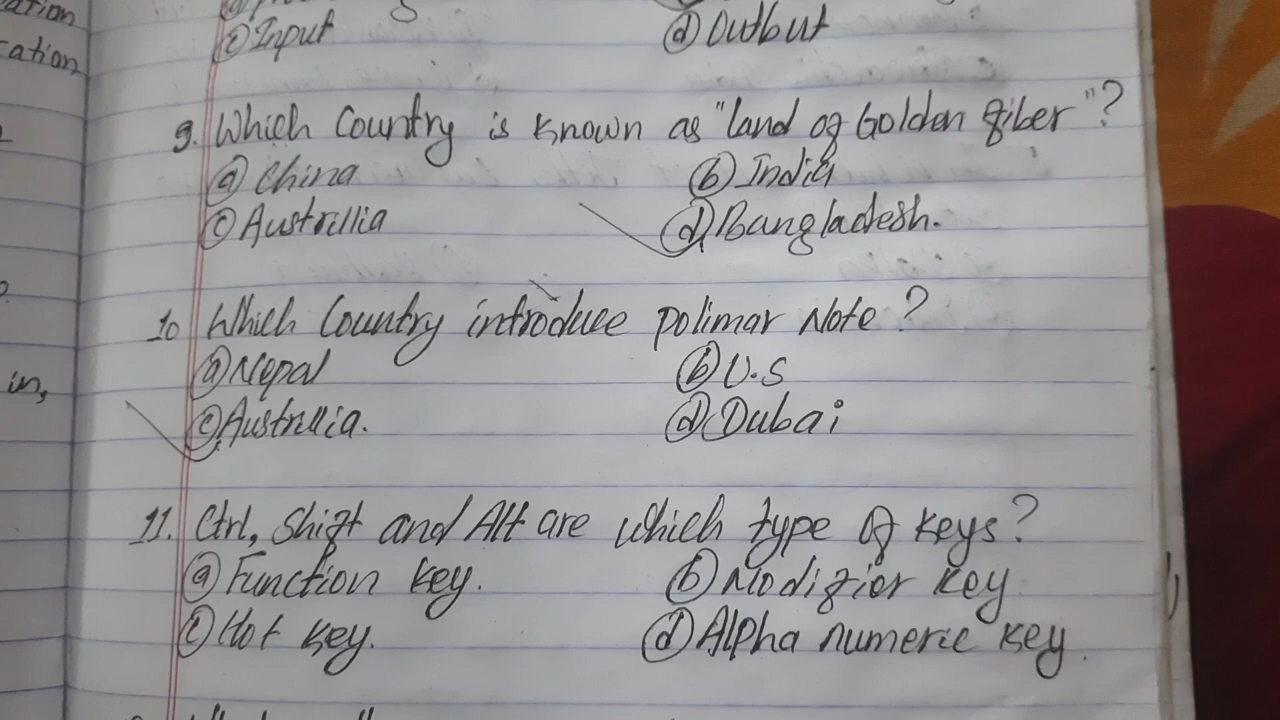 ation
cation
in,
ⓒ Input ⓓ Outbut
9. Which Country is known as "land of Golden fiber"?
ⓐ China ⓑ India
ⓒ Austrillia ⓓ Bangladesh.
10 Which Country introduce polimar Note?
ⓐ Nepal ⓑ U.S
ⓒ Austrllia. ⓓ Dubai
11. Ctrl, Shift and Alt are which type of keys?
ⓐ Function key. ⓑ Modifier key
ⓒ Hot key. ⓓ Alpha numeric key.